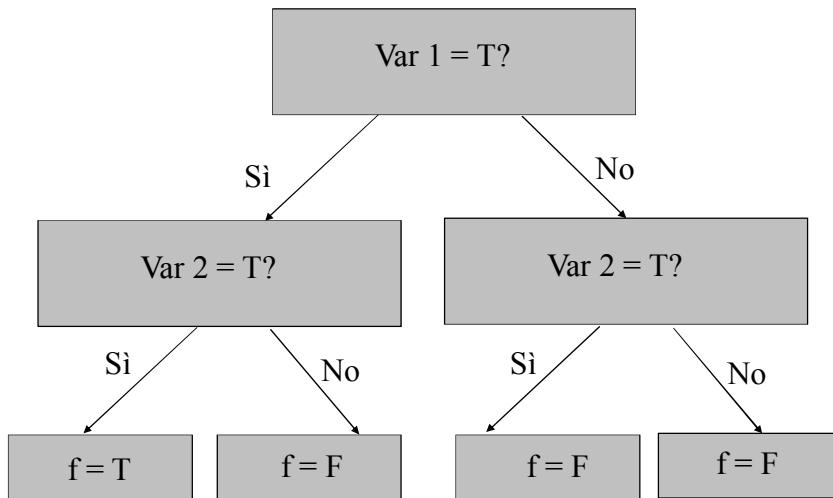 Var 1 = T?
Sì
No
Var 2 = T?
Var 2 = T?
Sì
No
Sì
No
f = T
f = F
f = F
f = F